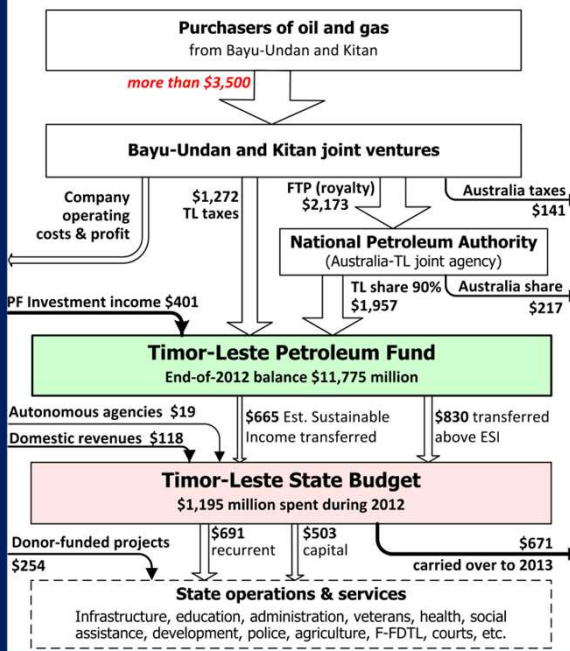 Purchasers of oil and gas
from Bayu-Undan and Kitan
more than $3,500
Bayu-Undan and Kitan joint ventures
Company
operating
costs & profit
$1,272
TL taxes
FTP (royalty)
$2,173
Australia taxes
$141
National Petroleum Authority
(Australia-TL joint agency)
TL share 90%
$1,957
Australia share
$217
PF Investment income $401
Timor-Leste Petroleum Fund
End-of-2012 balance $11,775 million
Autonomous agencies $19
Domestic revenues $118
$665 Est. Sustainable
Income transferred
$830 transferred
above ESI
Timor-Leste State Budget
$1,195 million spent during 2012
Donor-funded projects
$254
$691
recurrent
$503
capital
$671
carried over to 2013
State operations & services
Infrastructure, education, administration, veterans, health, social
assistance, development, police, agriculture, F-FDTL, courts, etc.